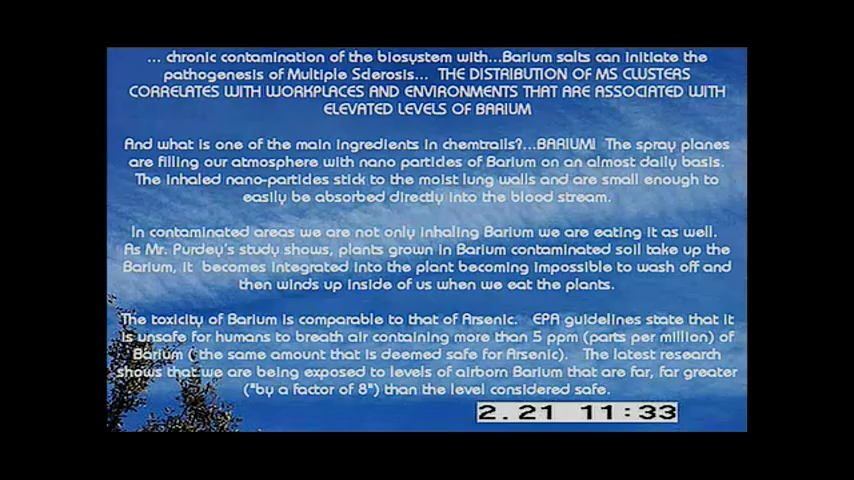 ... chronic contamination of the biosystem with...Barium salts can initiate the
pathogenesis of Multiple Sclerosis... THE DISTRIBUTION OF MS CLUSTERS
CORRELATES WITH WORKPLACES AND ENVIRONMENTS THAT ARE ASSOCIATED WITH
ELEVATED LEVELS OF BARIUM
And what is one of the main ingredients in chemtrails?...BARIUM! The spray planes
are filling our atmosphere with nano particles of Barium on an almost daily basis.
The inhaled nano-particles stick to the moist lung walls and are small enough to
easily be absorbed directly into the blood stream.
In contaminated areas we are not only inhaling Barium we are eating it as well.
As Mr. Purdey's study shows, plants grown in Barium contaminated soil take up the
Barium, it becomes integrated into the plant becoming impossible to wash off and
then winds up inside of us when we eat the plants.
The toxicity of Barium is comparable to that of Arsenic. EPA guidelines state that it
is unsafe for humans to breath air containing more than 5 ppm (parts per million) of
Barium ( the same amount that is deemed safe for Arsenic). The latest research
shows that we are being exposed to levels of airborn Barium that are far, far greater
("by a factor of 8") than the level considered safe.
2.21 11:33